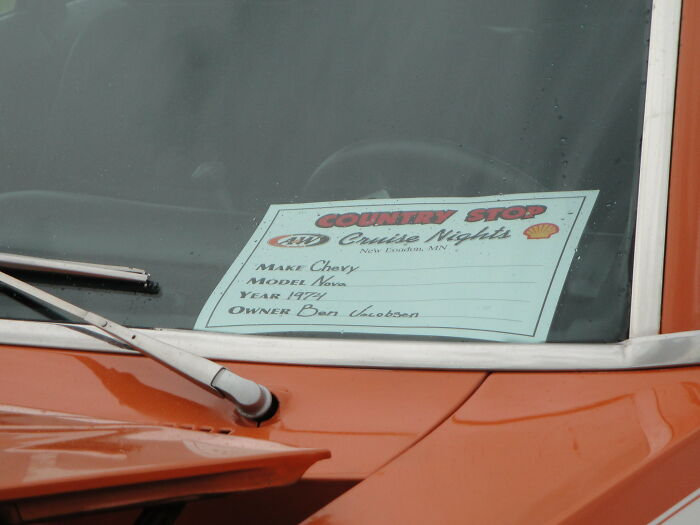 COUNTRY STOP
A&W Cruise Nights
New London, MN
MAKE Chevy
MODEL Nova
YEAR 1974
OWNER Ben Jacobsen